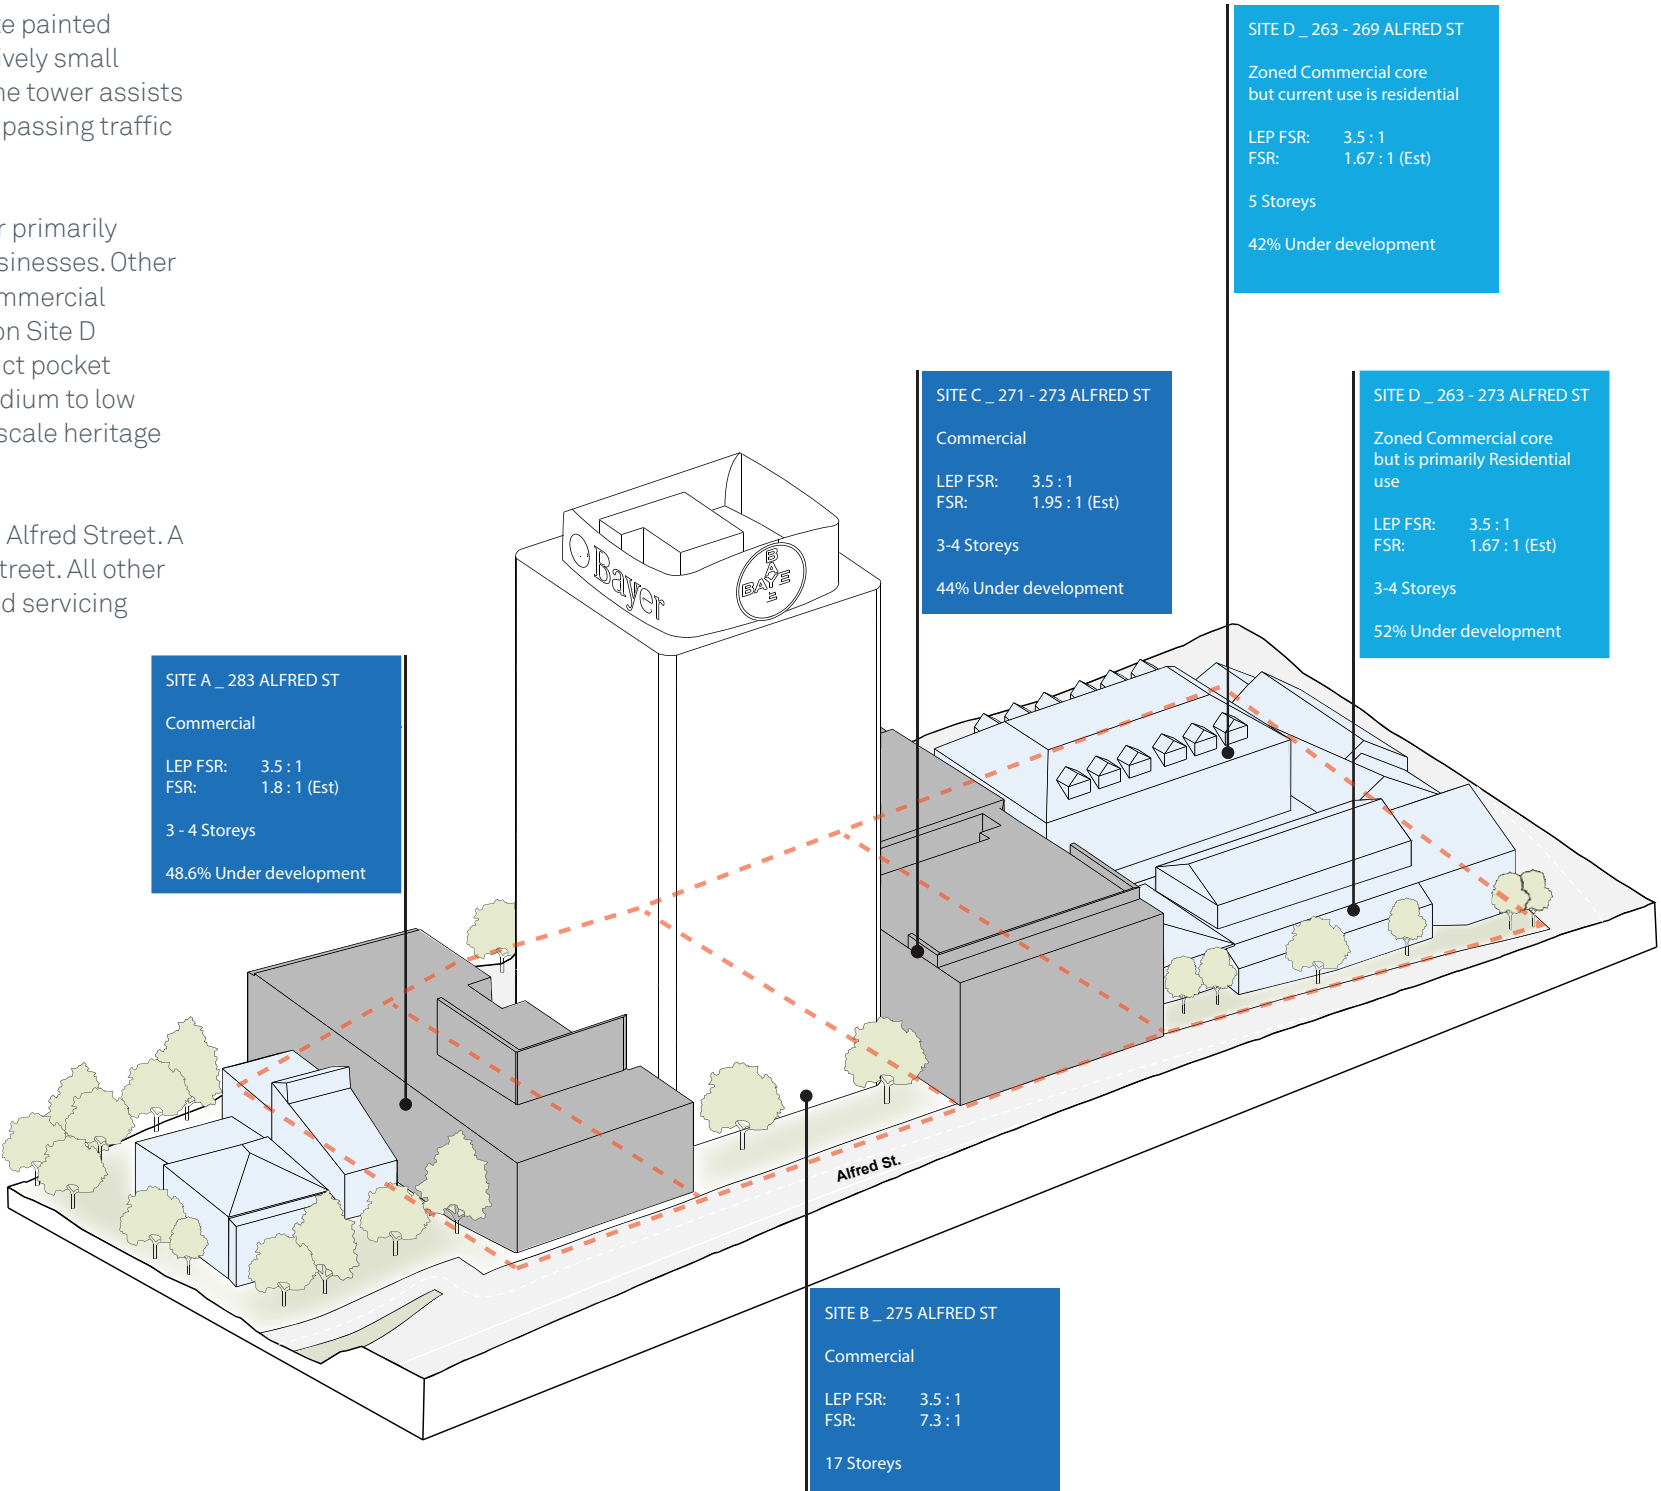 te painted
ively small
ne tower assists
passing traffic
r primarily
sinesses. Other
mmercial
on Site D
ct pocket
dium to low
scale heritage
Alfred Street. A
treet. All other
d servicing
SITE D _ 263 - 269 ALFRED ST
Zoned Commercial core
but current use is residential
LEP FSR: 3.5 : 1
FSR: 1.67 : 1 (Est)
5 Storeys
42% Under development
SITE C _ 271 - 273 ALFRED ST
Commercial
LEP FSR: 3.5 : 1
FSR: 1.95 : 1 (Est)
3-4 Storeys
44% Under development
SITE D _ 263 - 273 ALFRED ST
Zoned Commercial core
but is primarily Residential
use
LEP FSR: 3.5 : 1
FSR: 1.67 : 1 (Est)
3-4 Storeys
52% Under development
Bayer
B
A
BAYE
E
SITE A _ 283 ALFRED ST
Commercial
LEP FSR: 3.5 : 1
FSR: 1.8 : 1 (Est)
3 - 4 Storeys
48.6% Under development
Alfred St.
SITE B _ 275 ALFRED ST
Commercial
LEP FSR: 3.5 : 1
FSR: 7.3 : 1
17 Storeys